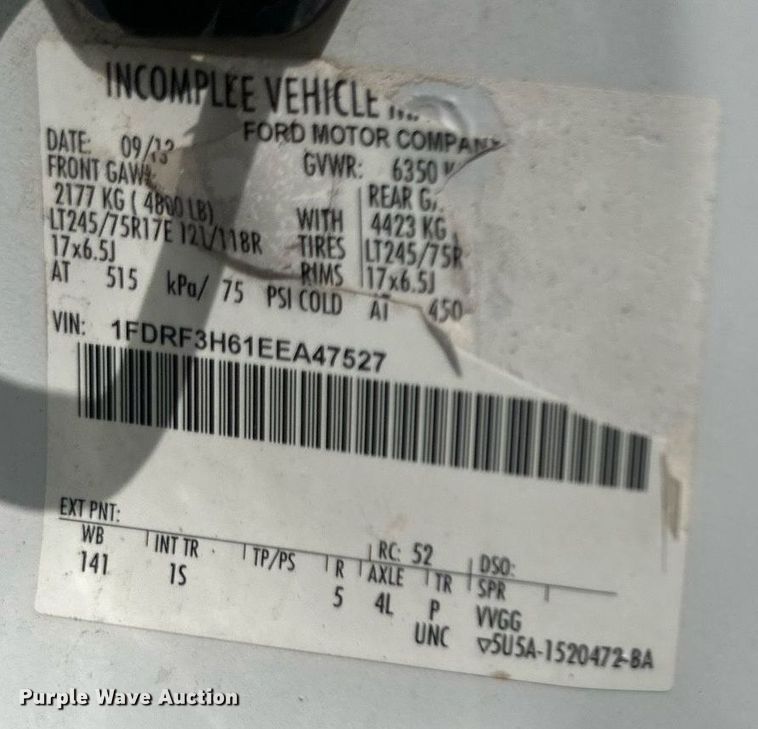 INCOMPLEE VEHICLE
FORD MOTOR COMPANY
DATE: 09/13 GVWR: 6350
FRONT GAW REAR G
2177 KG ( 4800 LB) WITH 4423 KG
LT245/75R17E 121/118R TIRES LT245/75R
17x6.5J RIMS 17x6.5J
AT 515 kPa/ 75 PSI COLD AT 450
VIN: 1FDRF3H61EEA47527
EXT PNT: RC: 52 DSO:
WB INT TR TP/PS R AXLE TR SPR
141 1S 5 4L P VVGG
UNC ▽5U5A-1520472-BA
Purple Wave Auction